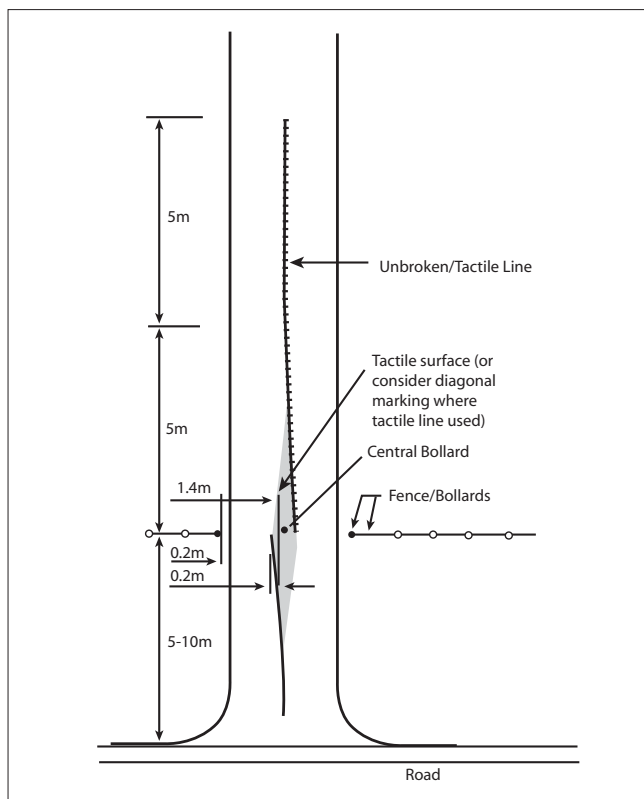 5m
Unbroken/Tactile Line
Tactile surface (or
consider diagonal
marking where
tactile line used)
5m
Central Bollard
1.4m
Fence/Bollards
0.2m
0.2m
5-10m
Road